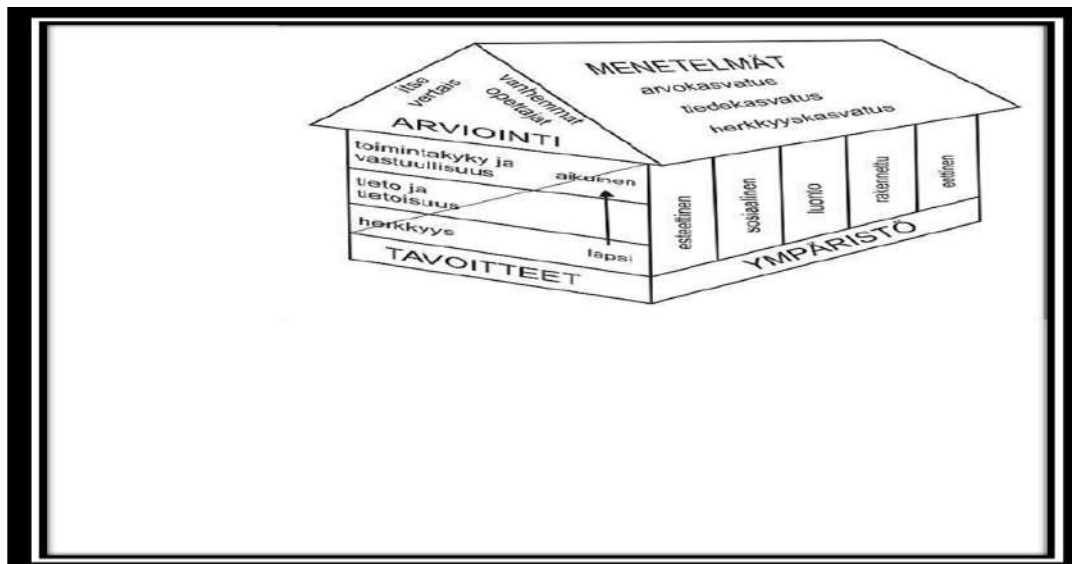 MENETELMÄT
arvokasvatus
tiedekasvatus
herkkyyskasvatus
itse
vertais
vanhemmat
opettajat
ARVIOINTI
toimintakyky ja
vastuullisuus
aikuinen
tieto ja
tietoisuus
herkkyys
lapsi
TAVOITTEET
esteettinen
sosiaalinen
luonto
rakennettu
eettinen
YMPÄRISTÖ